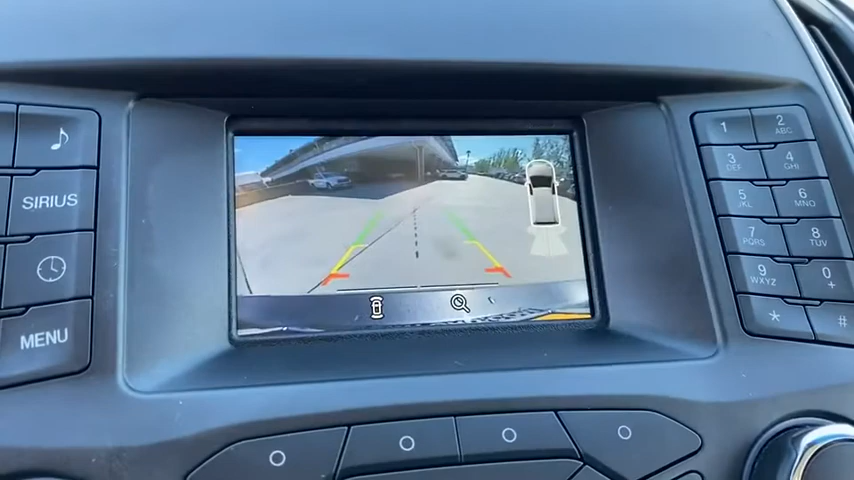 SIRIUS
MENU
1
2 ABC
3 DEF
4 GHI
5 JKL
6 MNO
7 PQRS
8 TUV
9 WXYZ
0 +
* #